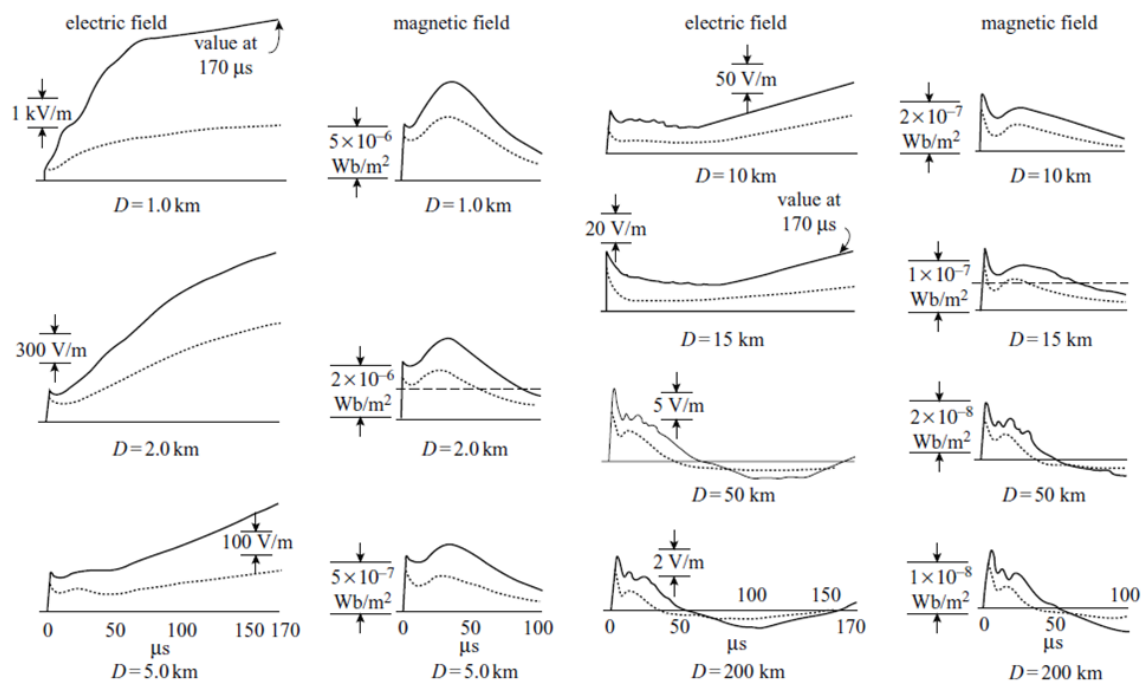 electric field
magnetic field
electric field
magnetic field
value at
170 μs
1 kV/m
D=1.0 km
5×10⁻⁶
Wb/m²
D=1.0 km
50 V/m
D=10 km
2×10⁻⁷
Wb/m²
D=10 km
300 V/m
D=2.0 km
2×10⁻⁶
Wb/m²
D=2.0 km
value at
170 μs
20 V/m
D=15 km
1×10⁻⁷
Wb/m²
D=15 km
5 V/m
D=50 km
2×10⁻⁸
Wb/m²
D=50 km
100 V/m
0 50 100 150 170
μs
D=5.0 km
5×10⁻⁷
Wb/m²
0 50 100
μs
D=5.0 km
2 V/m
100 150
0 50 170
μs
D=200 km
1×10⁻⁸
Wb/m²
100
0 50
μs
D=200 km